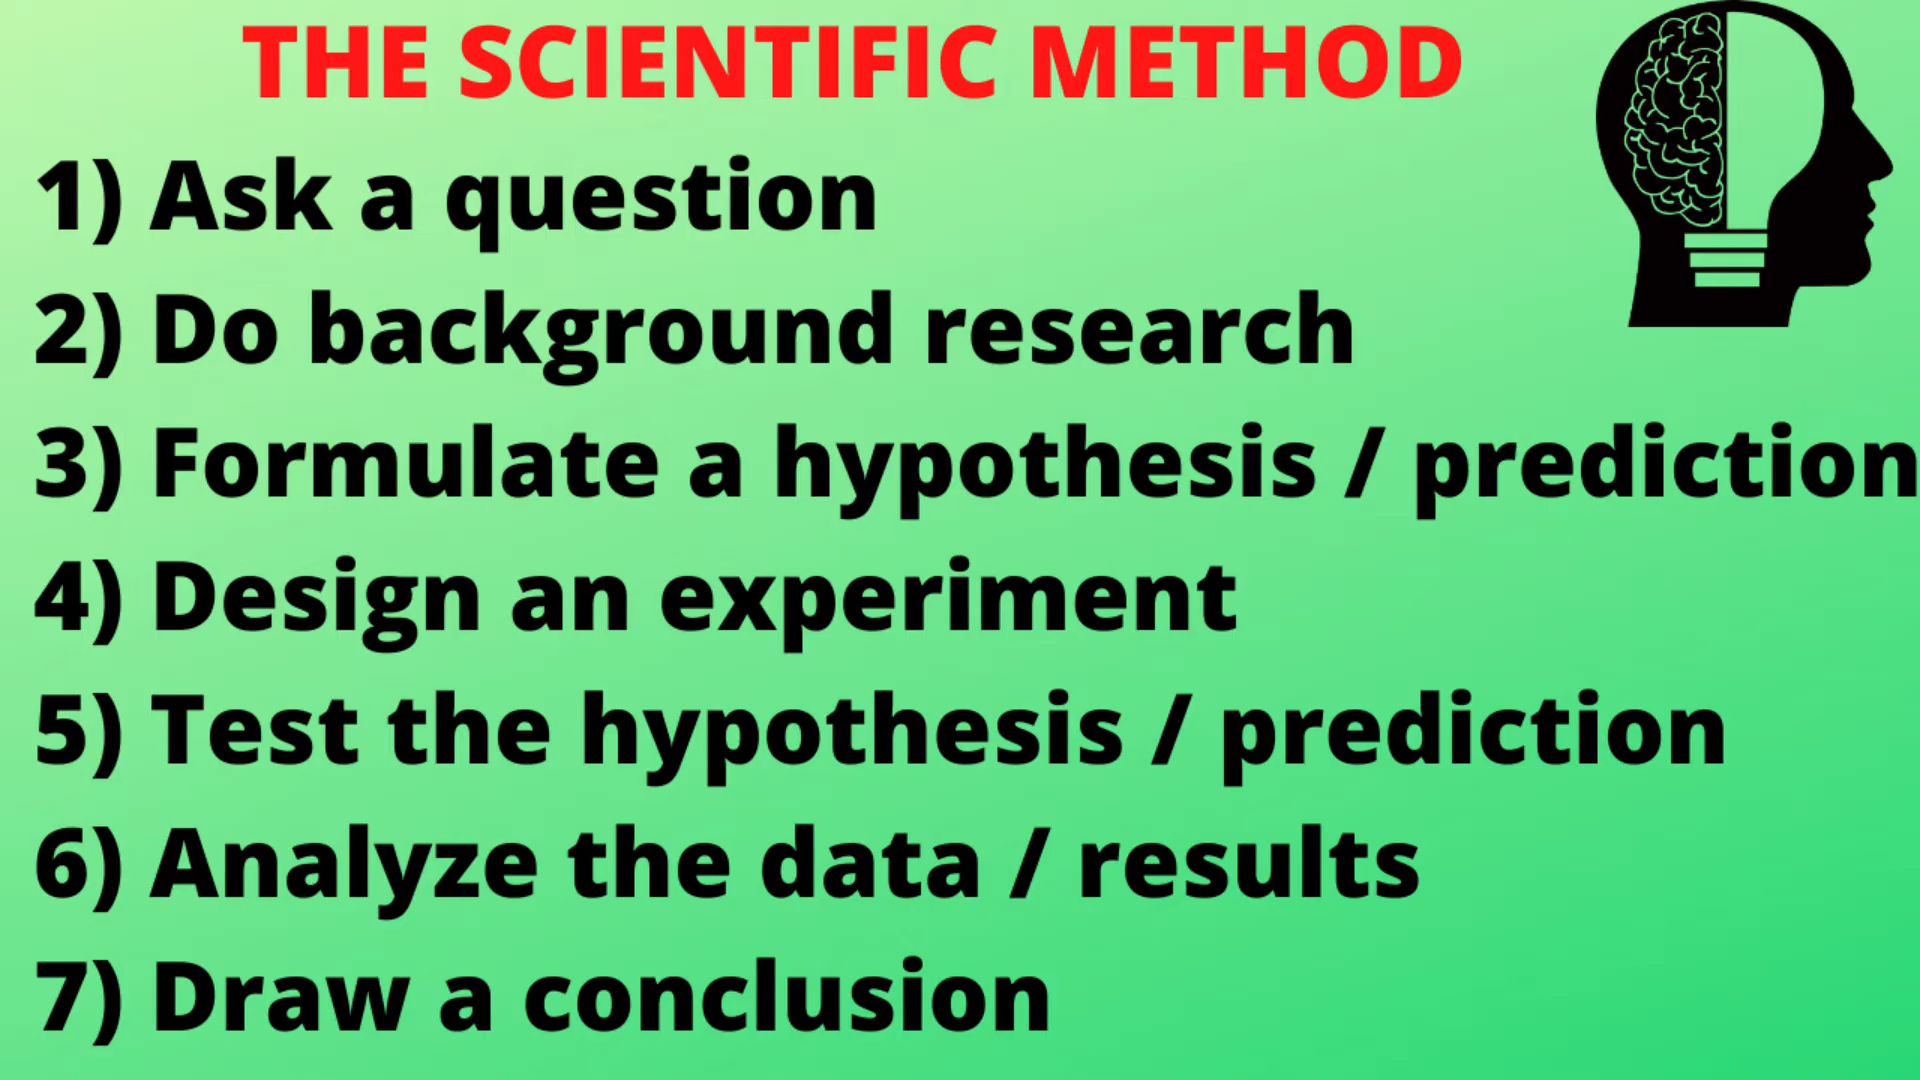 THE SCIENTIFIC METHOD
1) Ask a question
2) Do background research
3) Formulate a hypothesis / prediction
4) Design an experiment
5) Test the hypothesis / prediction
6) Analyze the data / results
7) Draw a conclusion